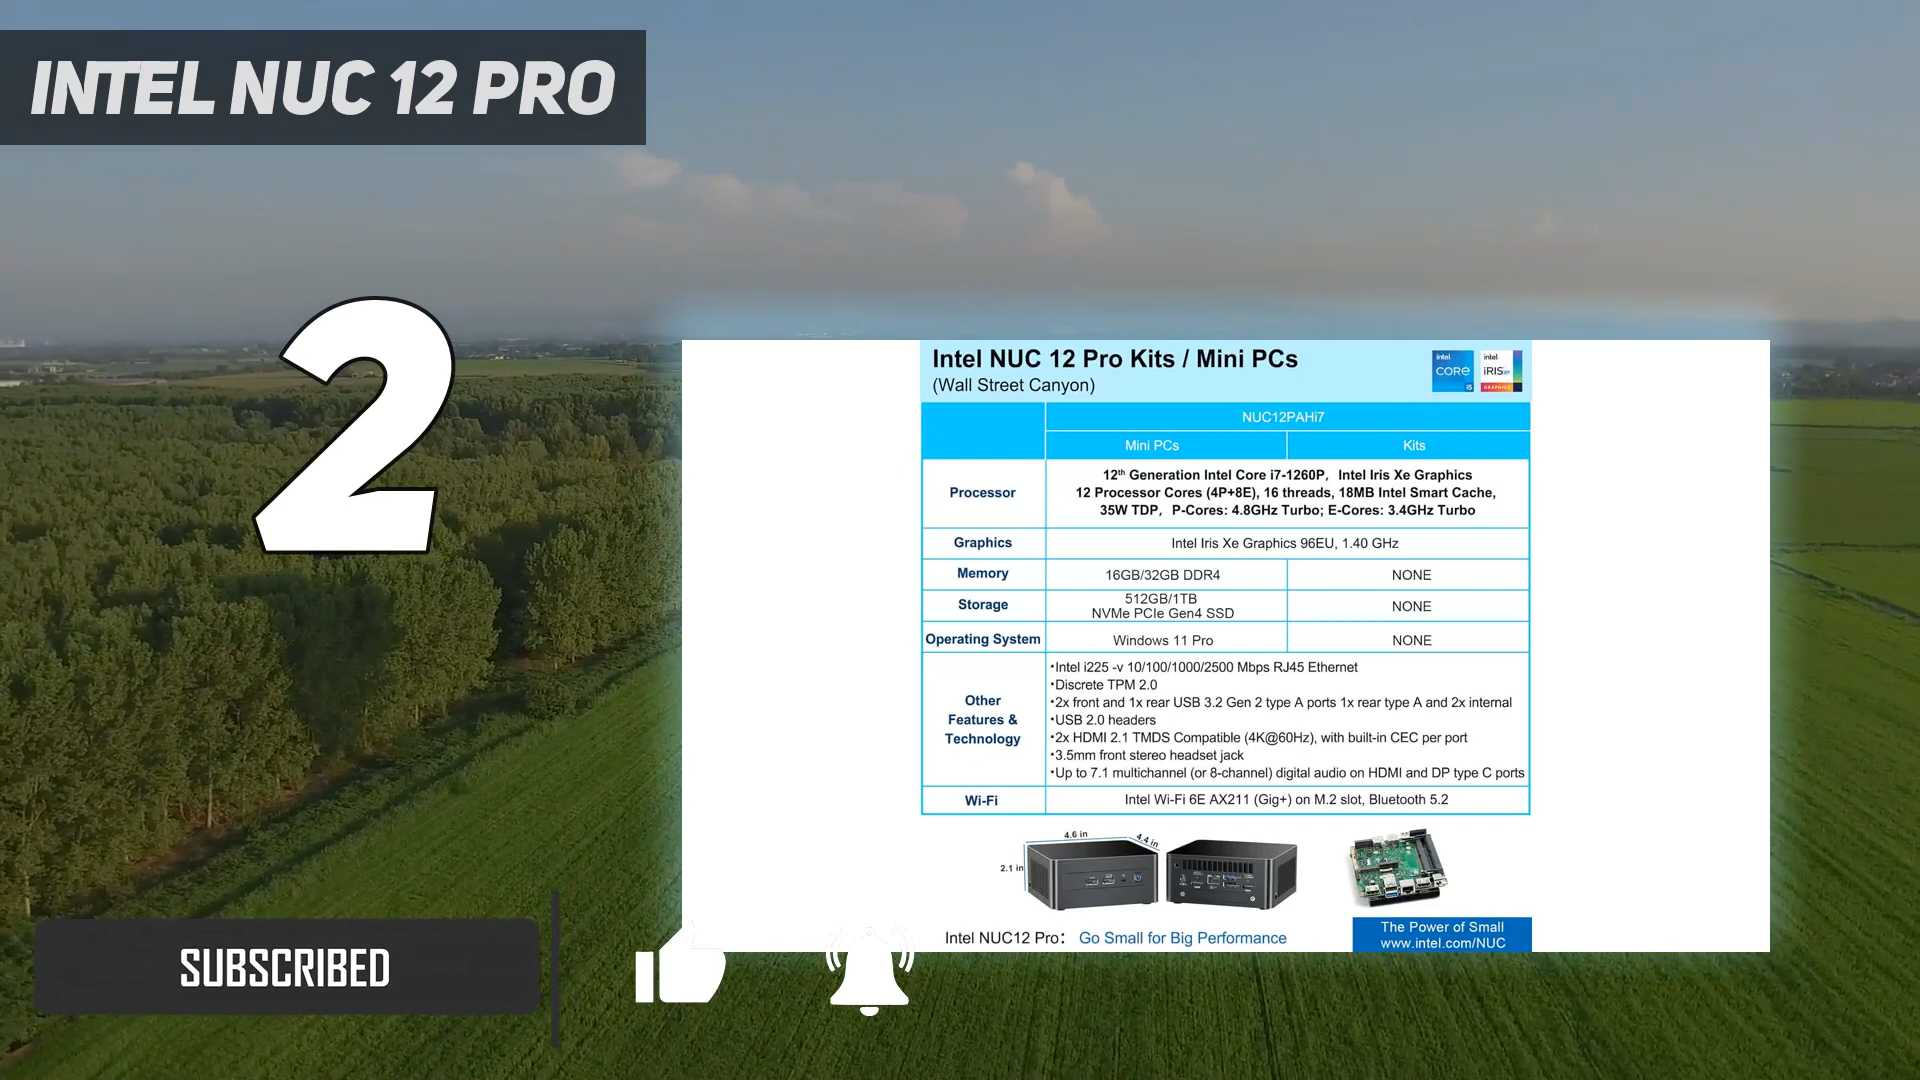 INTEL NUC 12 PRO
2
Intel NUC 12 Pro Kits / Mini PCs
(Wall Street Canyon)
intel CORE i5
intel iRIS xe GRAPHICS
NUC12PAHi7
Mini PCs Kits
Processor
12th Generation Intel Core i7-1260P, Intel Iris Xe Graphics
12 Processor Cores (4P+8E), 16 threads, 18MB Intel Smart Cache,
35W TDP, P-Cores: 4.8GHz Turbo; E-Cores: 3.4GHz Turbo
Graphics Intel Iris Xe Graphics 96EU, 1.40 GHz
Memory 16GB/32GB DDR4 NONE
Storage 512GB/1TB
NVMe PCIe Gen4 SSD NONE
Operating System Windows 11 Pro NONE
Other
Features &
Technology
•Intel i225 -v 10/100/1000/2500 Mbps RJ45 Ethernet
•Discrete TPM 2.0
•2x front and 1x rear USB 3.2 Gen 2 type A ports 1x rear type A and 2x internal
•USB 2.0 headers
•2x HDMI 2.1 TMDS Compatible (4K@60Hz), with built-in CEC per port
•3.5mm front stereo headset jack
•Up to 7.1 multichannel (or 8-channel) digital audio on HDMI and DP type C ports
Wi-Fi Intel Wi-Fi 6E AX211 (Gig+) on M.2 slot, Bluetooth 5.2
4.6 in
4.4 in
2.1 in
Intel NUC12 Pro: Go Small for Big Performance
The Power of Small
www.intel.com/NUC
SUBSCRIBED